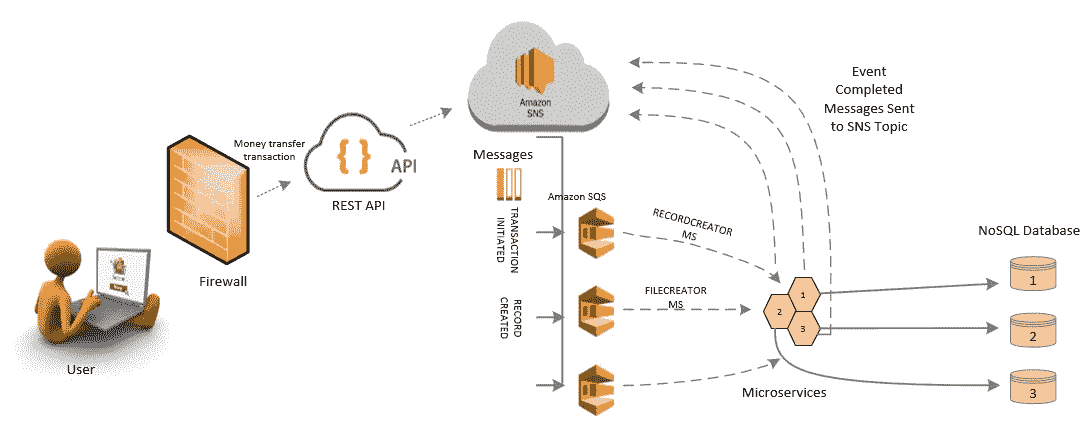 User
Firewall
Money transfer
transaction
{ } API
REST API
Amazon
SNS
Messages
TRANSACTION
INITIATED
RECORD
CREATED
Amazon SQS
RECORDCREATOR
MS
FILECREATOR
MS
1
2
3
Microservices
Event
Completed
Messages Sent
to SNS Topic
NoSQL Database
1
2
3